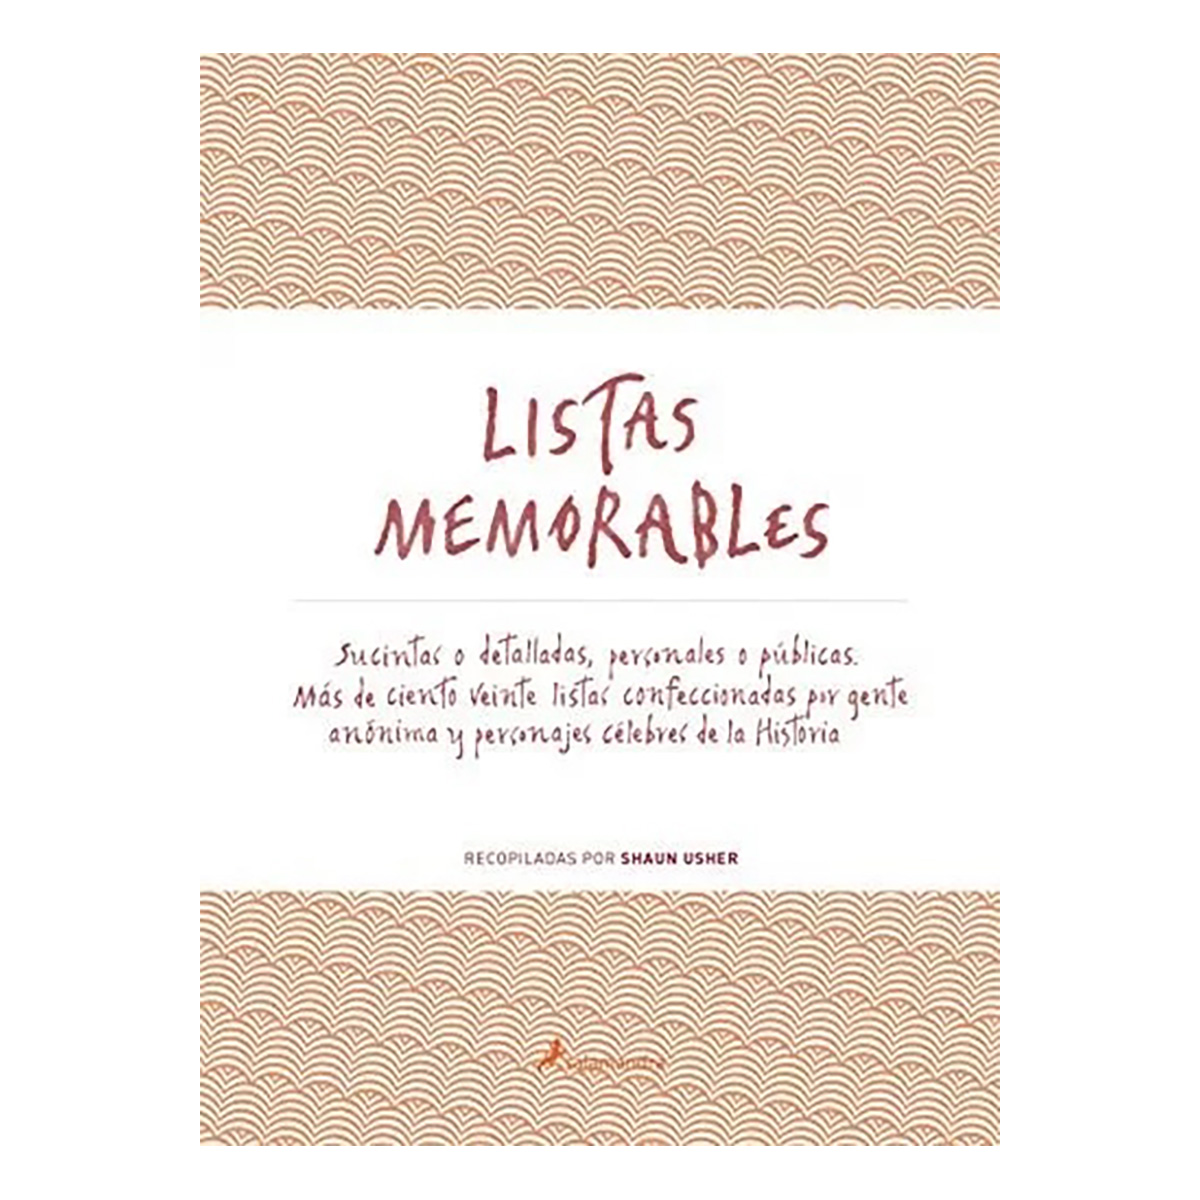 LISTAS
MEMORABLES
Sucintas o detalladas, personales o públicas.
Más de ciento veinte listas confeccionadas por gente
anónima y personajes célebres de la Historia
RECOPILADAS POR SHAUN USHER
salamandra